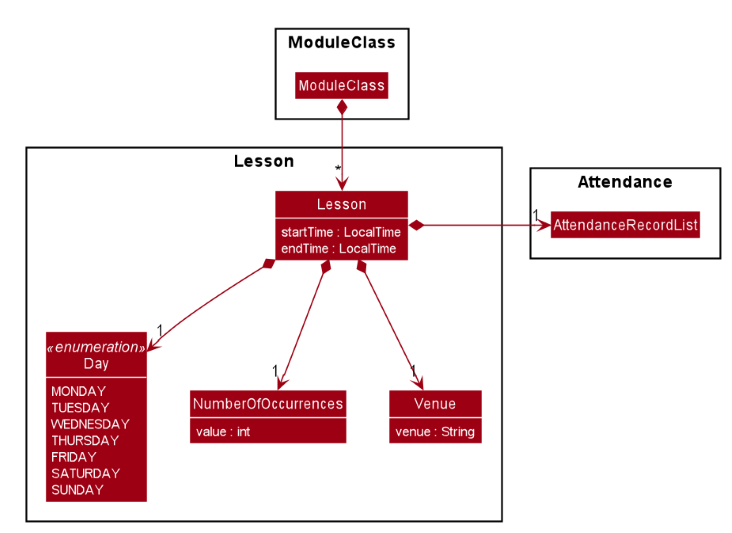 ModuleClass
ModuleClass
Lesson
*
Lesson
startTime : LocalTime
endTime : LocalTime
Attendance
1
AttendanceRecordList
1
«enumeration»
Day
MONDAY
TUESDAY
WEDNESDAY
THURSDAY
FRIDAY
SATURDAY
SUNDAY
1
NumberOfOccurrences
value : int
1
Venue
venue : String